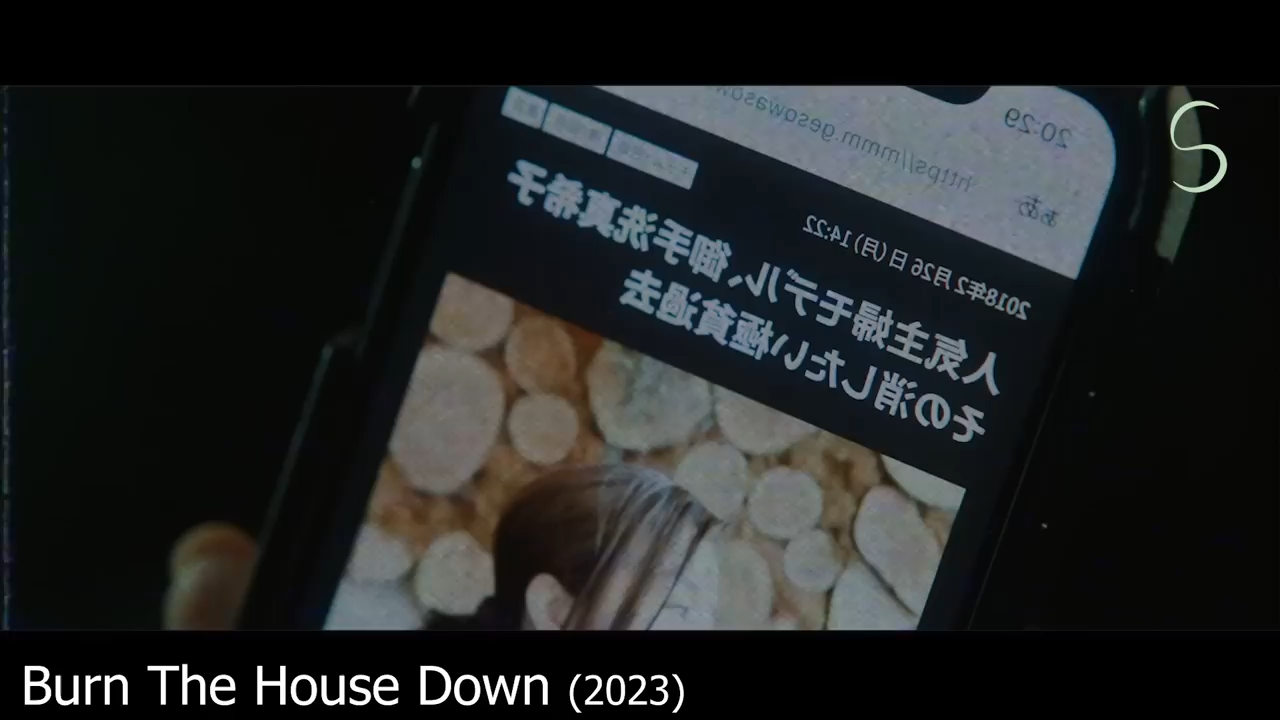 S
20:29
https//mmm.gesowasow
ああ
2018年2月26日(月)14:22
人気主婦モデル、御手洗真希子
その消したい極貧過去
Burn The House Down (2023)